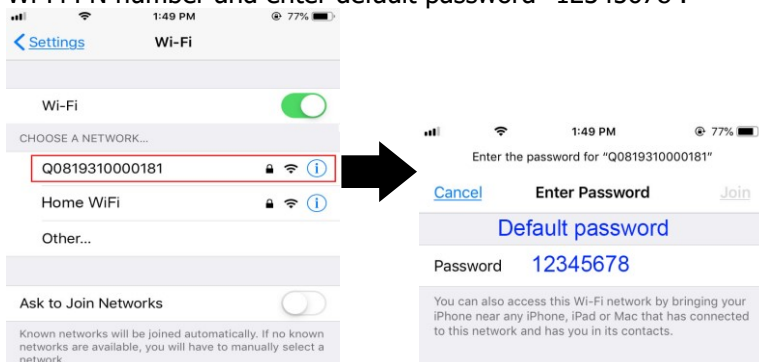 Wi-Fi PN number and enter default password "12345678".
1:49 PM
77%
Settings
Wi-Fi
Wi-Fi
CHOOSE A NETWORK...
Q0819310000181
Home WiFi
Other...
Ask to Join Networks
Known networks will be joined automatically. If no known
networks are available, you will have to manually select a
network.
1:49 PM
77%
Enter the password for "Q0819310000181"
Cancel
Enter Password
Join
Default password
Password
12345678
You can also access this Wi-Fi network by bringing your
iPhone near any iPhone, iPad or Mac that has connected
to this network and has you in its contacts.